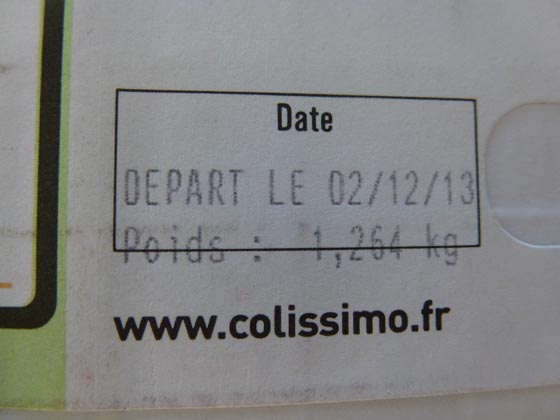 Date
DEPART LE 02/12/13
Poids : 1,264 kg
www.colissimo.fr